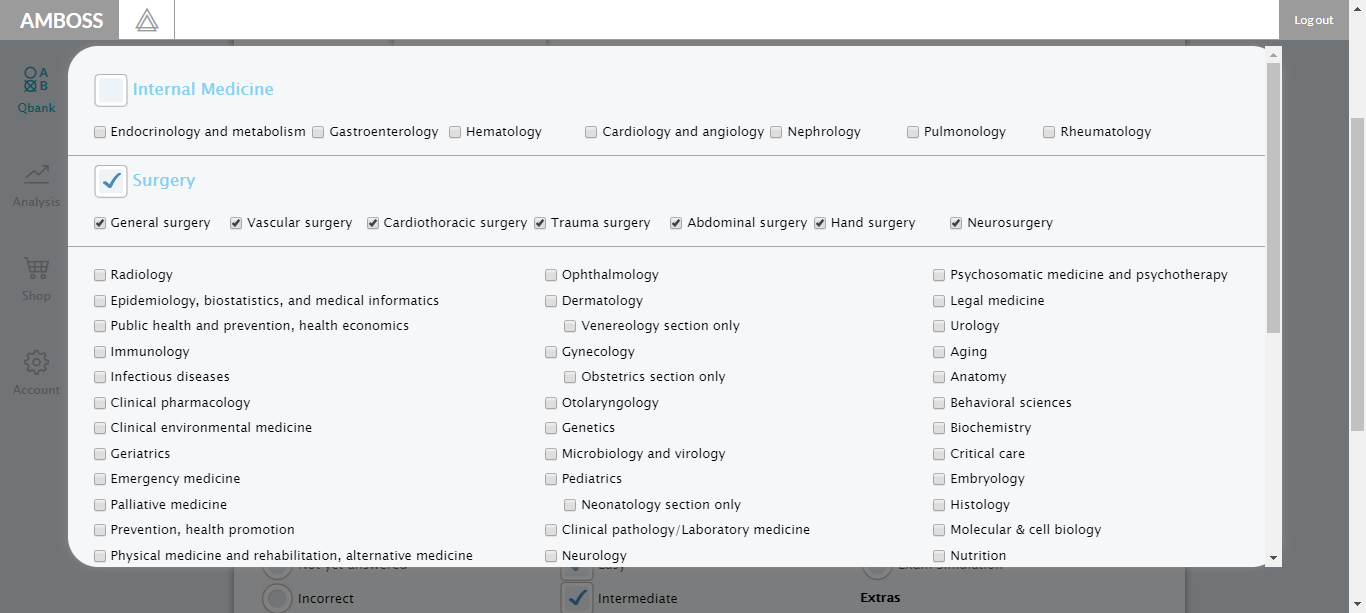 AMBOSS Log out
Internal Medicine
Endocrinology and metabolism Gastroenterology Hematology Cardiology and angiology Nephrology Pulmonology Rheumatology
Surgery
General surgery Vascular surgery Cardiothoracic surgery Trauma surgery Abdominal surgery Hand surgery Neurosurgery
A
B
Qbank
Analysis
Shop
Account
Radiology
Epidemiology, biostatistics, and medical informatics
Public health and prevention, health economics
Immunology
Infectious diseases
Clinical pharmacology
Clinical environmental medicine
Geriatrics
Emergency medicine
Palliative medicine
Prevention, health promotion
Physical medicine and rehabilitation, alternative medicine
Ophthalmology
Dermatology
Venereology section only
Gynecology
Obstetrics section only
Otolaryngology
Genetics
Microbiology and virology
Pediatrics
Neonatology section only
Clinical pathology/Laboratory medicine
Neurology
Psychosomatic medicine and psychotherapy
Legal medicine
Urology
Aging
Anatomy
Behavioral sciences
Biochemistry
Critical care
Embryology
Histology
Molecular & cell biology
Nutrition
Not yet answered Easy Exam simulation
Incorrect Intermediate Extras